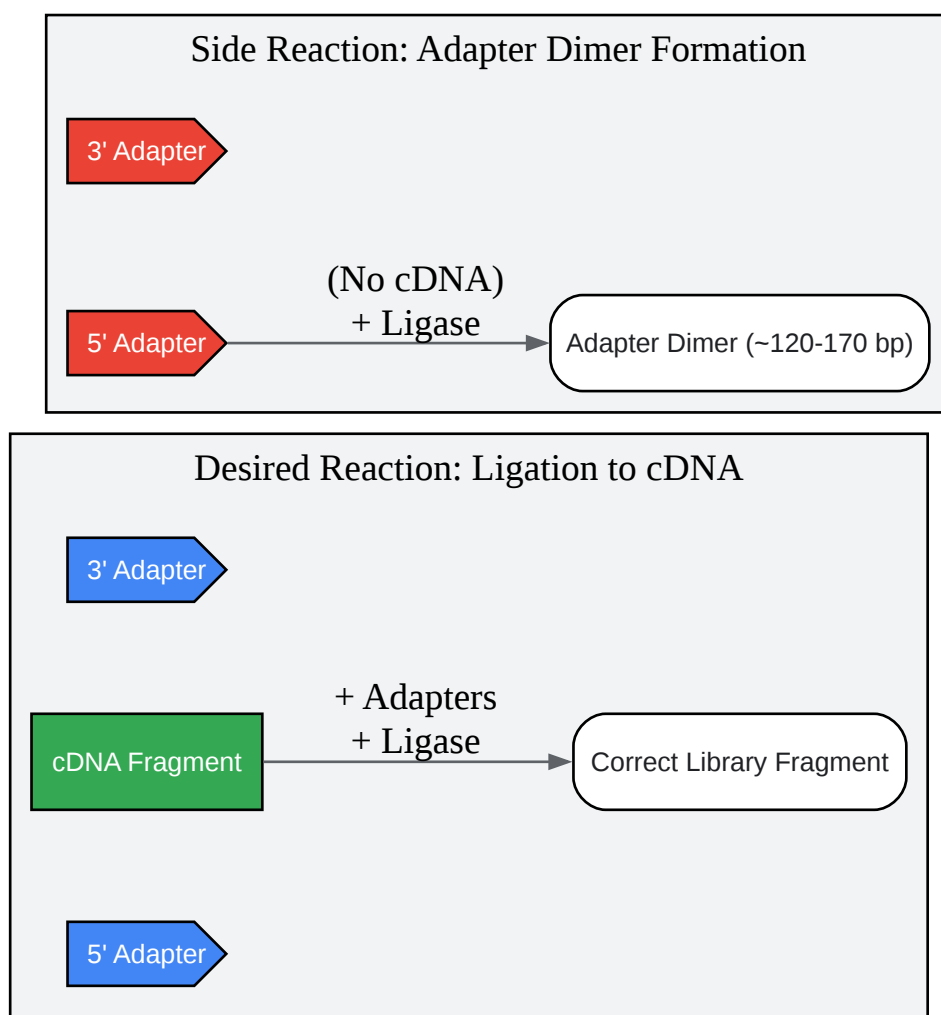 Side Reaction: Adapter Dimer Formation
3' Adapter
(No cDNA)
+ Ligase
5' Adapter
Adapter Dimer (~120-170 bp)
Desired Reaction: Ligation to cDNA
3' Adapter
+ Adapters
+ Ligase
cDNA Fragment
Correct Library Fragment
5' Adapter